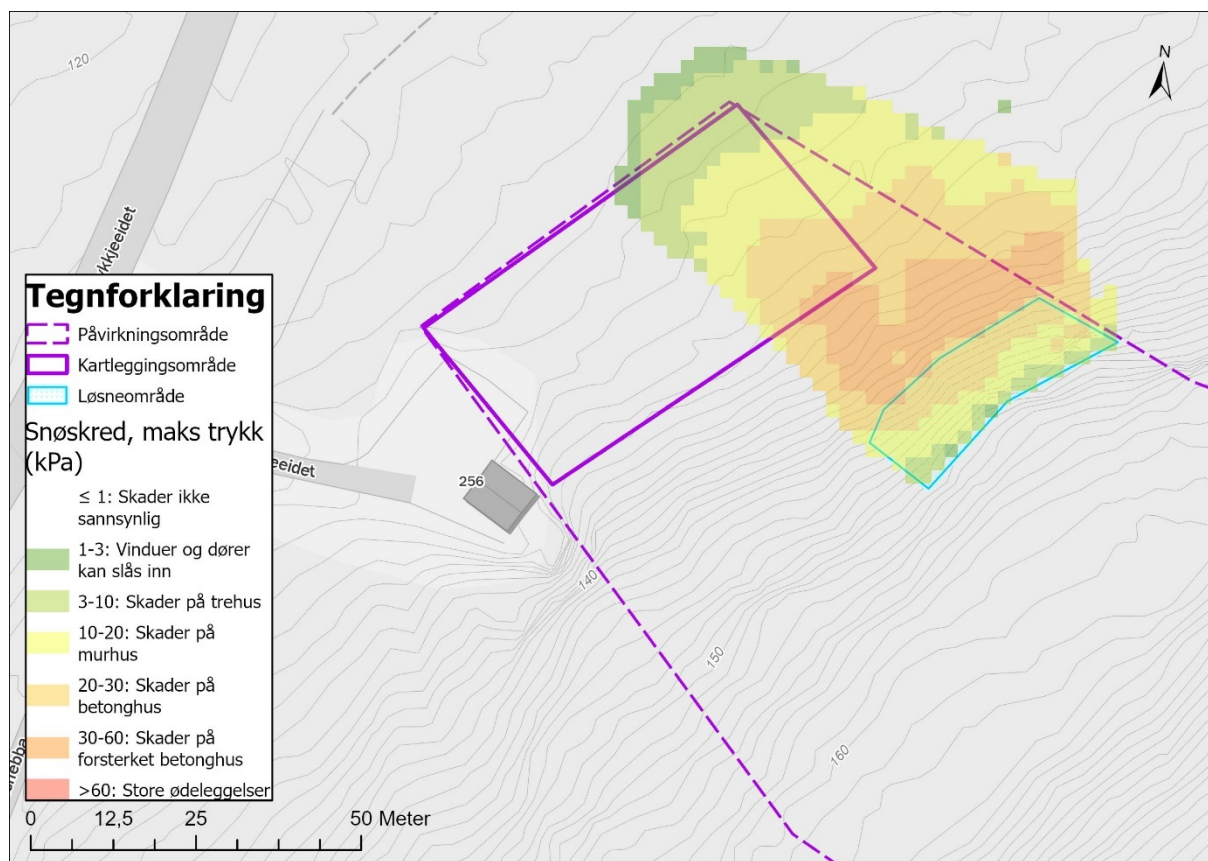 120
N
ykkjeeidet
Tegnforklaring
Påvirkningsområde
Kartleggingsområde
Løsneområde
Snøskred, maks trykk
(kPa)
≤ 1: Skader ikke
sannsynlig
1-3: Vinduer og dører
kan slås inn
3-10: Skader på trehus
10-20: Skader på
murhus
20-30: Skader på
betonghus
30-60: Skader på
forsterket betonghus
>60: Store ødeleggelser
0 12,5 25 50 Meter
eeidet
256
140
150
160